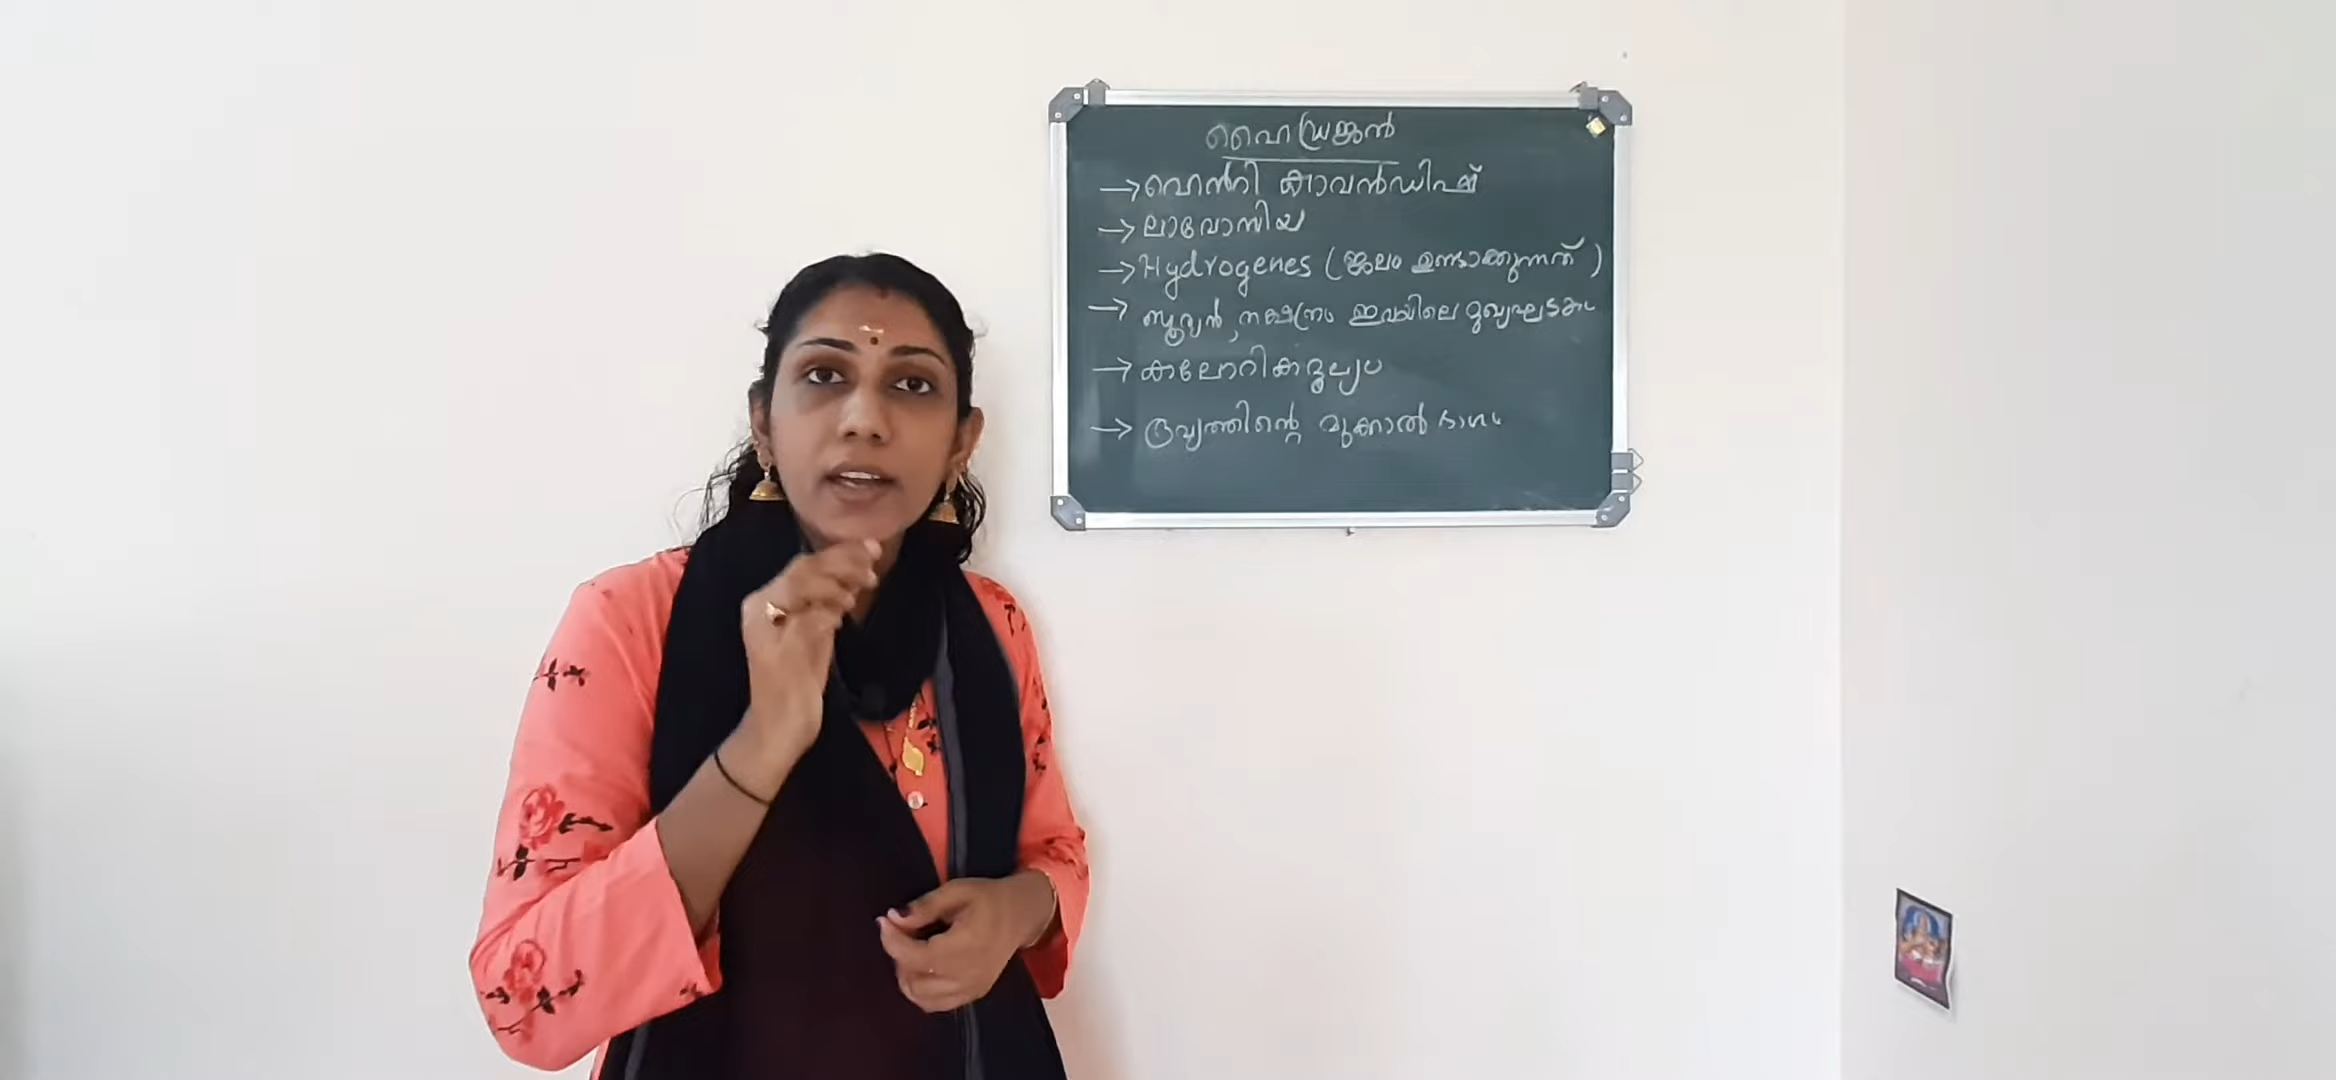 ഹൈഡ്രജൻ
→ ഹെൻറി കാവൻഡിഷ്
→ ലാവോസിയ
→ Hydrogenes (ജലം ഉണ്ടാക്കുന്നത്)
→ സൂര്യൻ, നക്ഷത്രം ഇവയിലെ മുഖ്യഘടകം
→ കലോറികമൂല്യം
→ ദ്രവ്യത്തിന്റെ മുക്കാൽ ഭാഗം